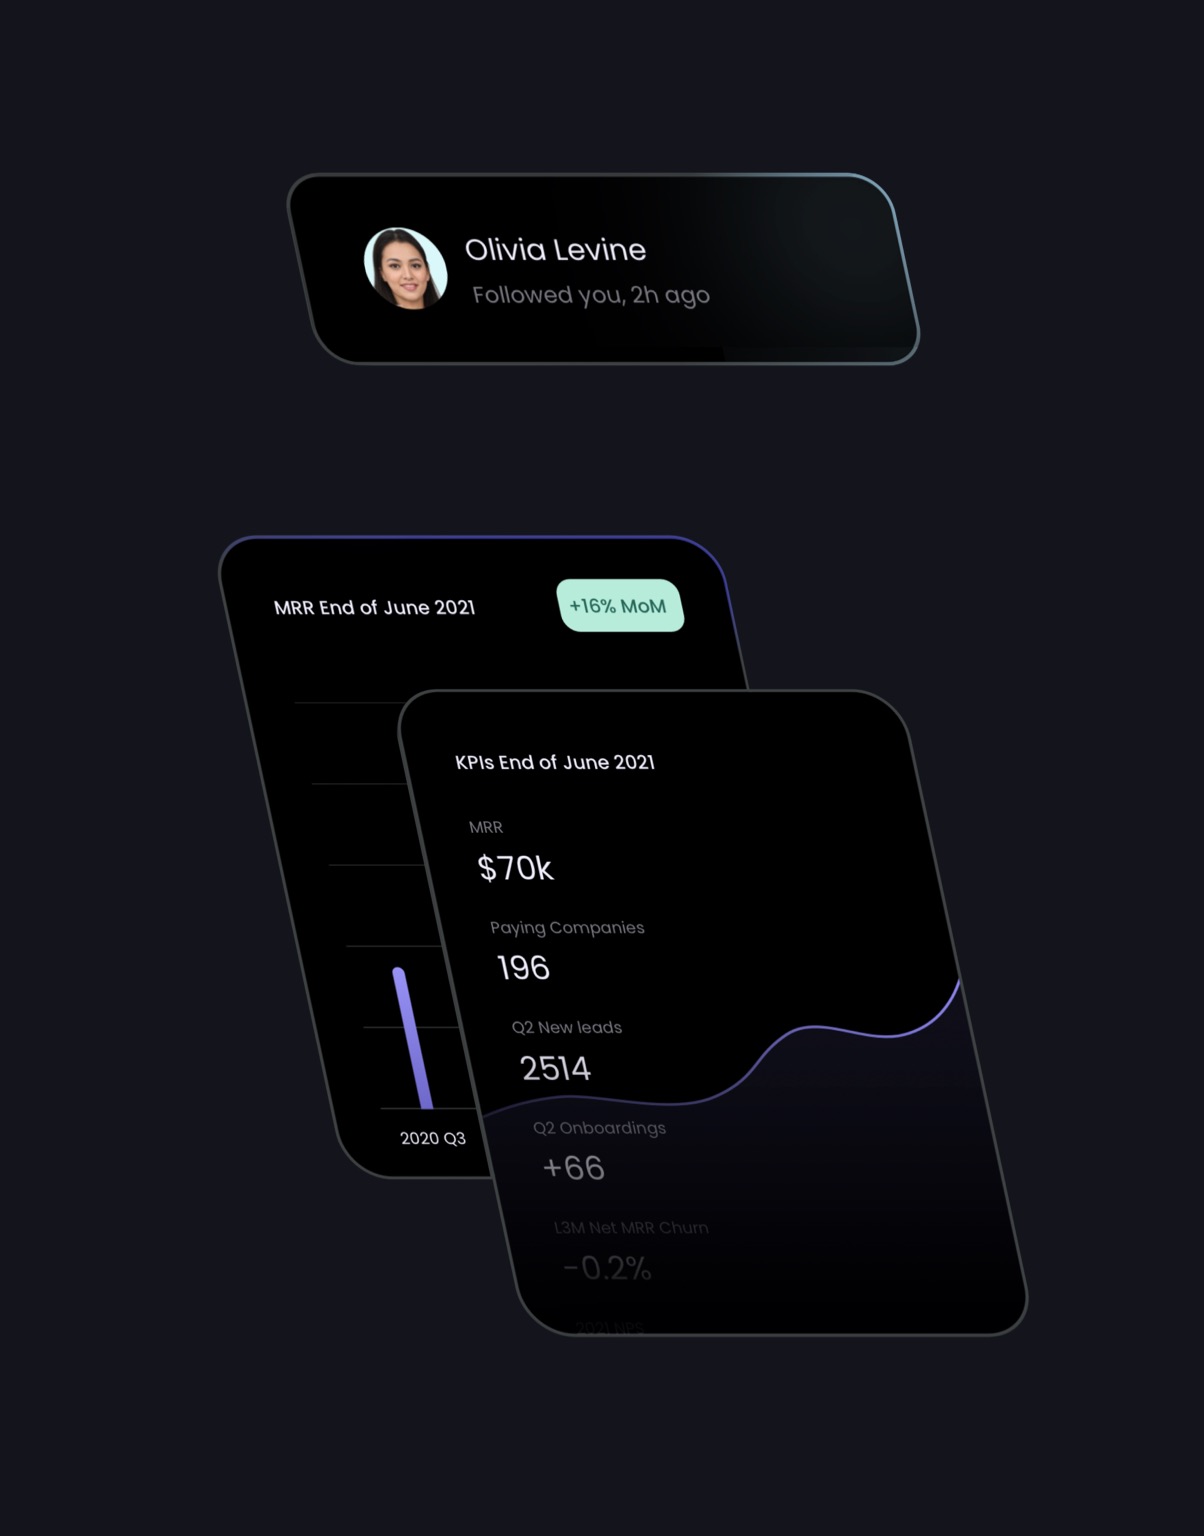 Olivia Levine
Followed you, 2h ago
MRR End of June 2021
+16% MoM
2020 Q3
KPIs End of June 2021
MRR
$70k
Paying Companies
196
Q2 New leads
2514
Q2 Onboardings
+66
L3M Net MRR Churn
-0.2%
2021 NPS